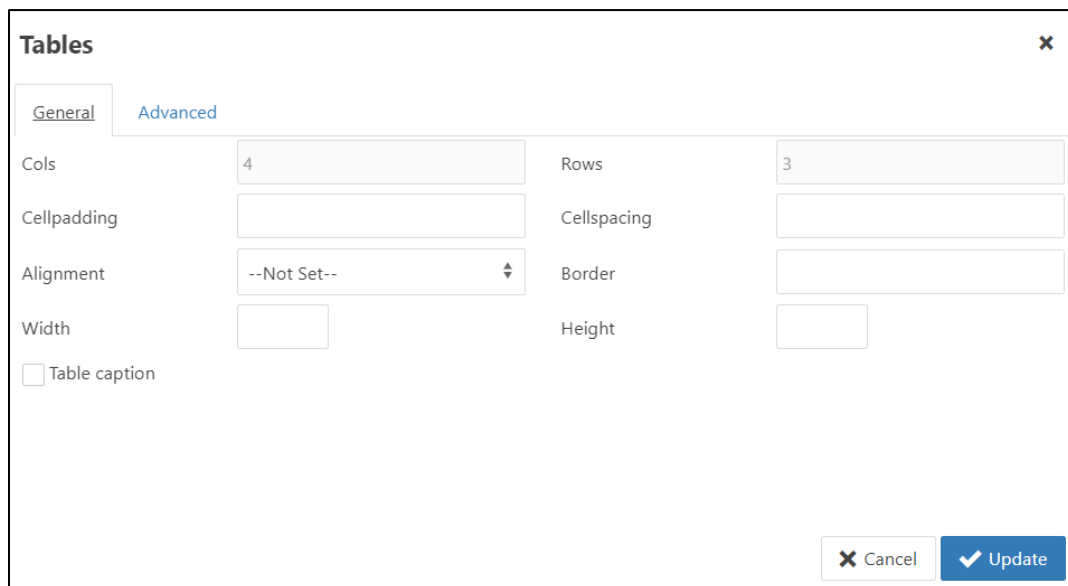 Tables
General Advanced
Cols 4 Rows 3
Cellpadding Cellspacing
Alignment --Not Set-- Border
Width Height
Table caption
Cancel Update